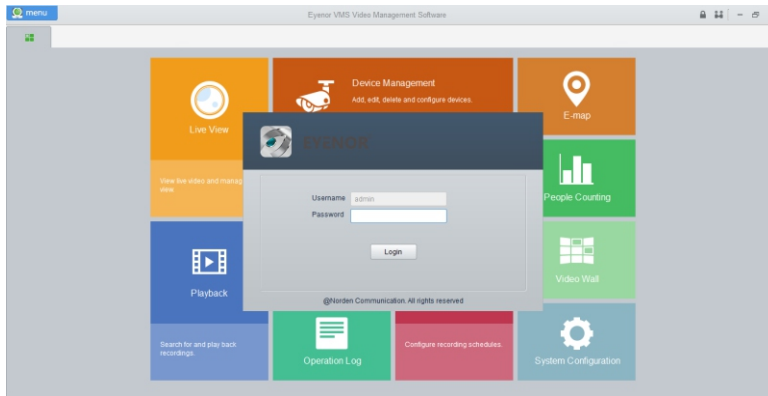 menu
Eyenor VMS Video Management Software
Live View
View live video and manag
view.
Device Management
Add, edit, delete and configure devices.
E-map
EYENOR
People Counting
Username
admin
Password
Login
@Norden Communication. All rights reserved
Video Wall
Playback
Search for and play back
recordings.
Operation Log
Configure recording schedules.
System Configuration